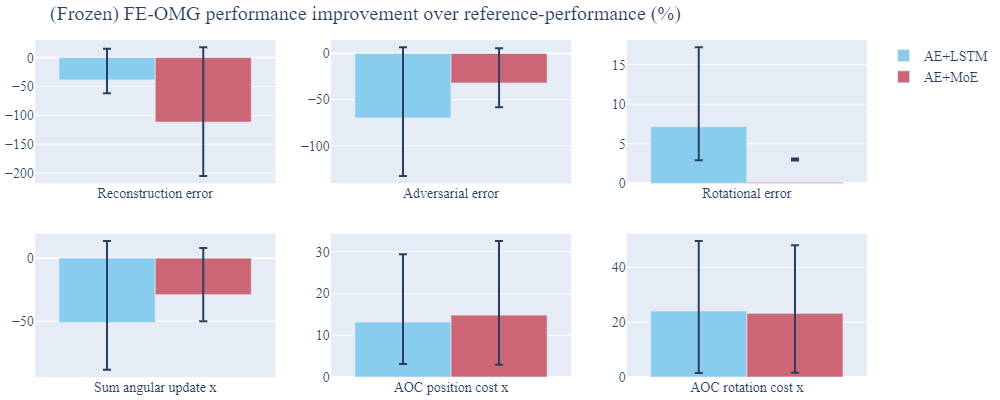 (Frozen) FE-OMG performance improvement over reference-performance (%)
0
−50
−100
−150
−200
Reconstruction error
0
−50
−100
Adversarial error
15
10
5
0
Rotational error
AE+LSTM
AE+MoE
0
−50
Sum angular update x
30
20
10
0
AOC position cost x
40
20
0
AOC rotation cost x